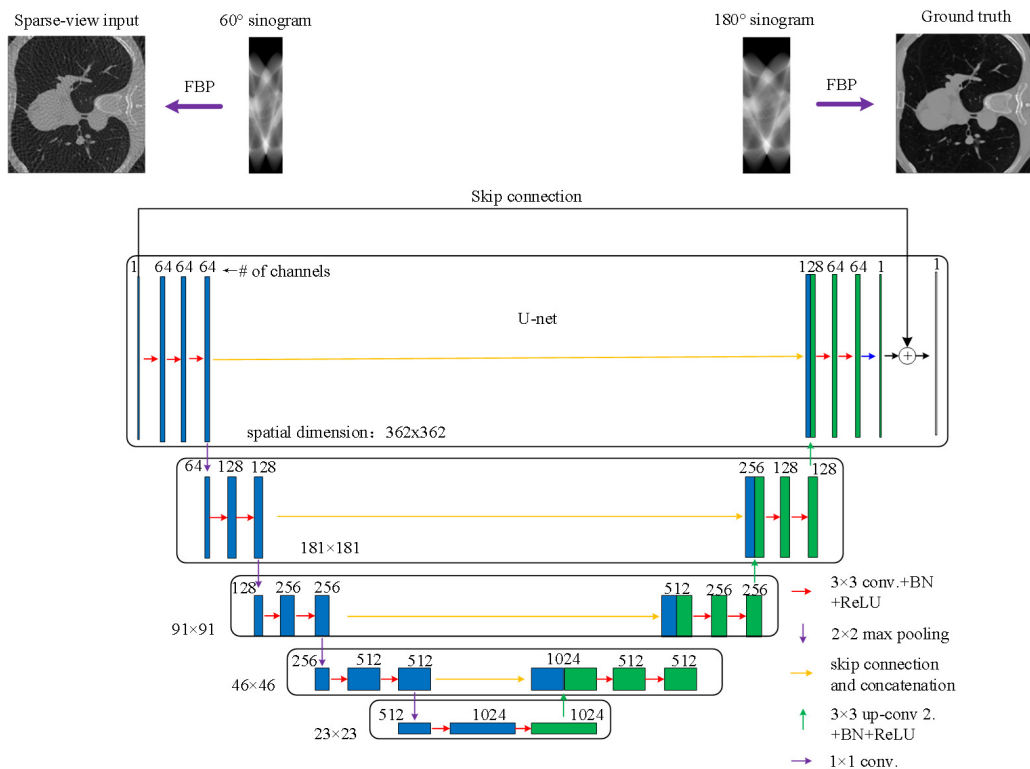 Sparse-view input
60° sinogram
180° sinogram
Ground truth
FBP
FBP
Skip connection
1
64
64
64
←# of channels
128
64
64
1
1
U-net
+
spatial dimension：362x362
64
128
128
256
128
128
181×181
128
256
256
512
256
256
91×91
256
512
512
1024
512
512
46×46
512
1024
1024
23×23
3×3 conv.+BN
+ReLU
2×2 max pooling
skip connection
and concatenation
3×3 up-conv 2.
+BN+ReLU
1×1 conv.